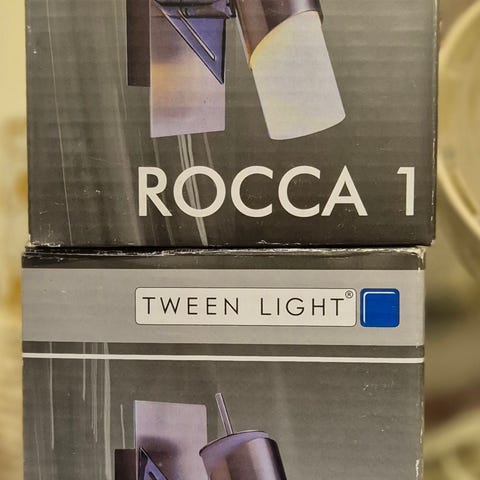 ROCCA 1
TWEEN LIGHT®